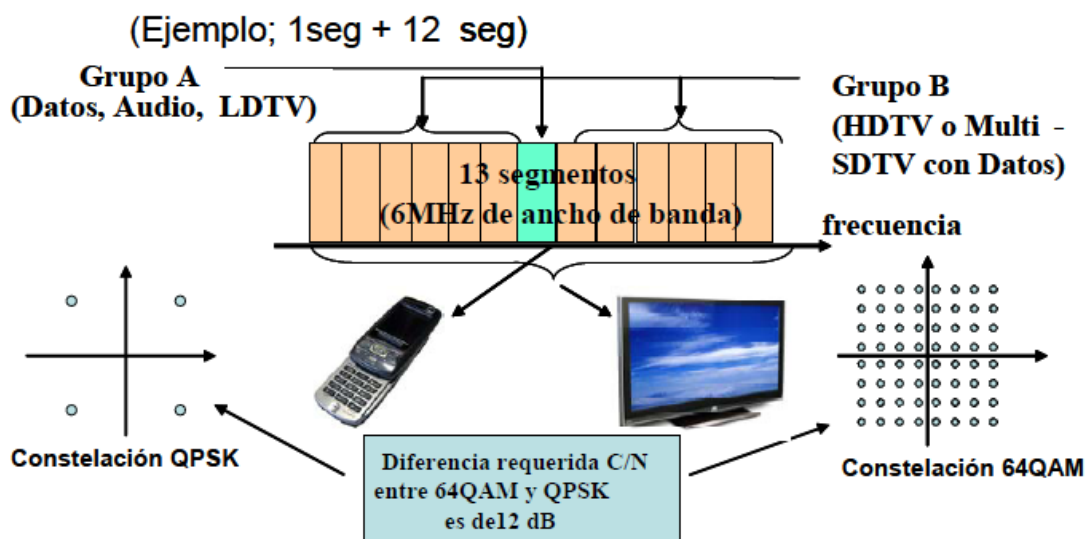 (Ejemplo; 1seg + 12 seg)
Grupo A
(Datos, Audio, LDTV)
Grupo B
(HDTV o Multi -
SDTV con Datos)
13 segmentos
(6MHz de ancho de banda)
frecuencia
Constelación QPSK
Diferencia requerida C/N
entre 64QAM y QPSK
es de12 dB
Constelación 64QAM